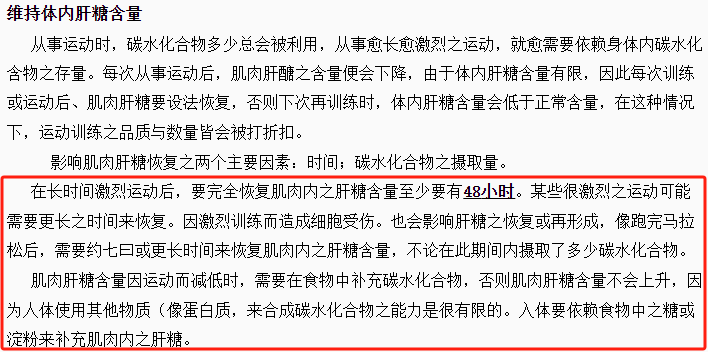 维持体内肝糖含量
从事运动时，碳水化合物多少总会被利用，从事愈长愈激烈之运动，就愈需要依赖身体内碳水化
含物之存量。每次从事运动后，肌肉肝醣之含量便会下降，由于体内肝糖含量有限，因此每次训练
或运动后、肌肉肝糖要设法恢复，否则下次再训练时，体内肝糖含量会低于正常含量，在这种情况
下，运动训练之品质与数量皆会被打折扣。
影响肌肉肝糖恢复之两个主要因素：时间；碳水化合物之摄取量。
在长时间激烈运动后，要完全恢复肌肉内之肝糖含量至少要有48小时。某些很激烈之运动可能
需要更长之时间来恢复。因激烈训练而造成细胞受伤。也会影响肝糖之恢复或再形成，像跑完马拉
松后，需要约七曰或更长时间来恢复肌肉内之肝糖含量，不论在此期间内摄取了多少碳水化合物。
肌肉肝糖含量因运动而减低时，需要在食物中补充碳水化合物，否则肌肉肝糖含量不会上升，因
为人体使用其他物质（像蛋白质，来合成碳水化合物之能力是很有限的。入体要依赖食物中之糖或
淀粉来补充肌肉内之肝糖。